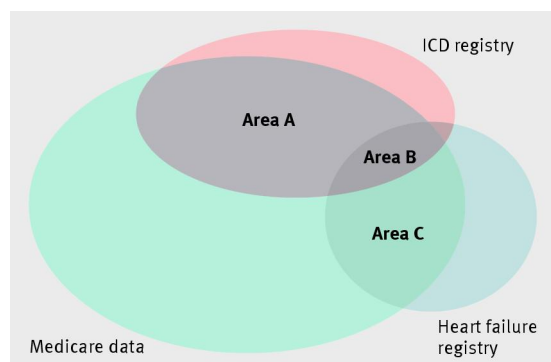 ICD registry
Area A
Area B
Area C
Heart failure
registry
Medicare data